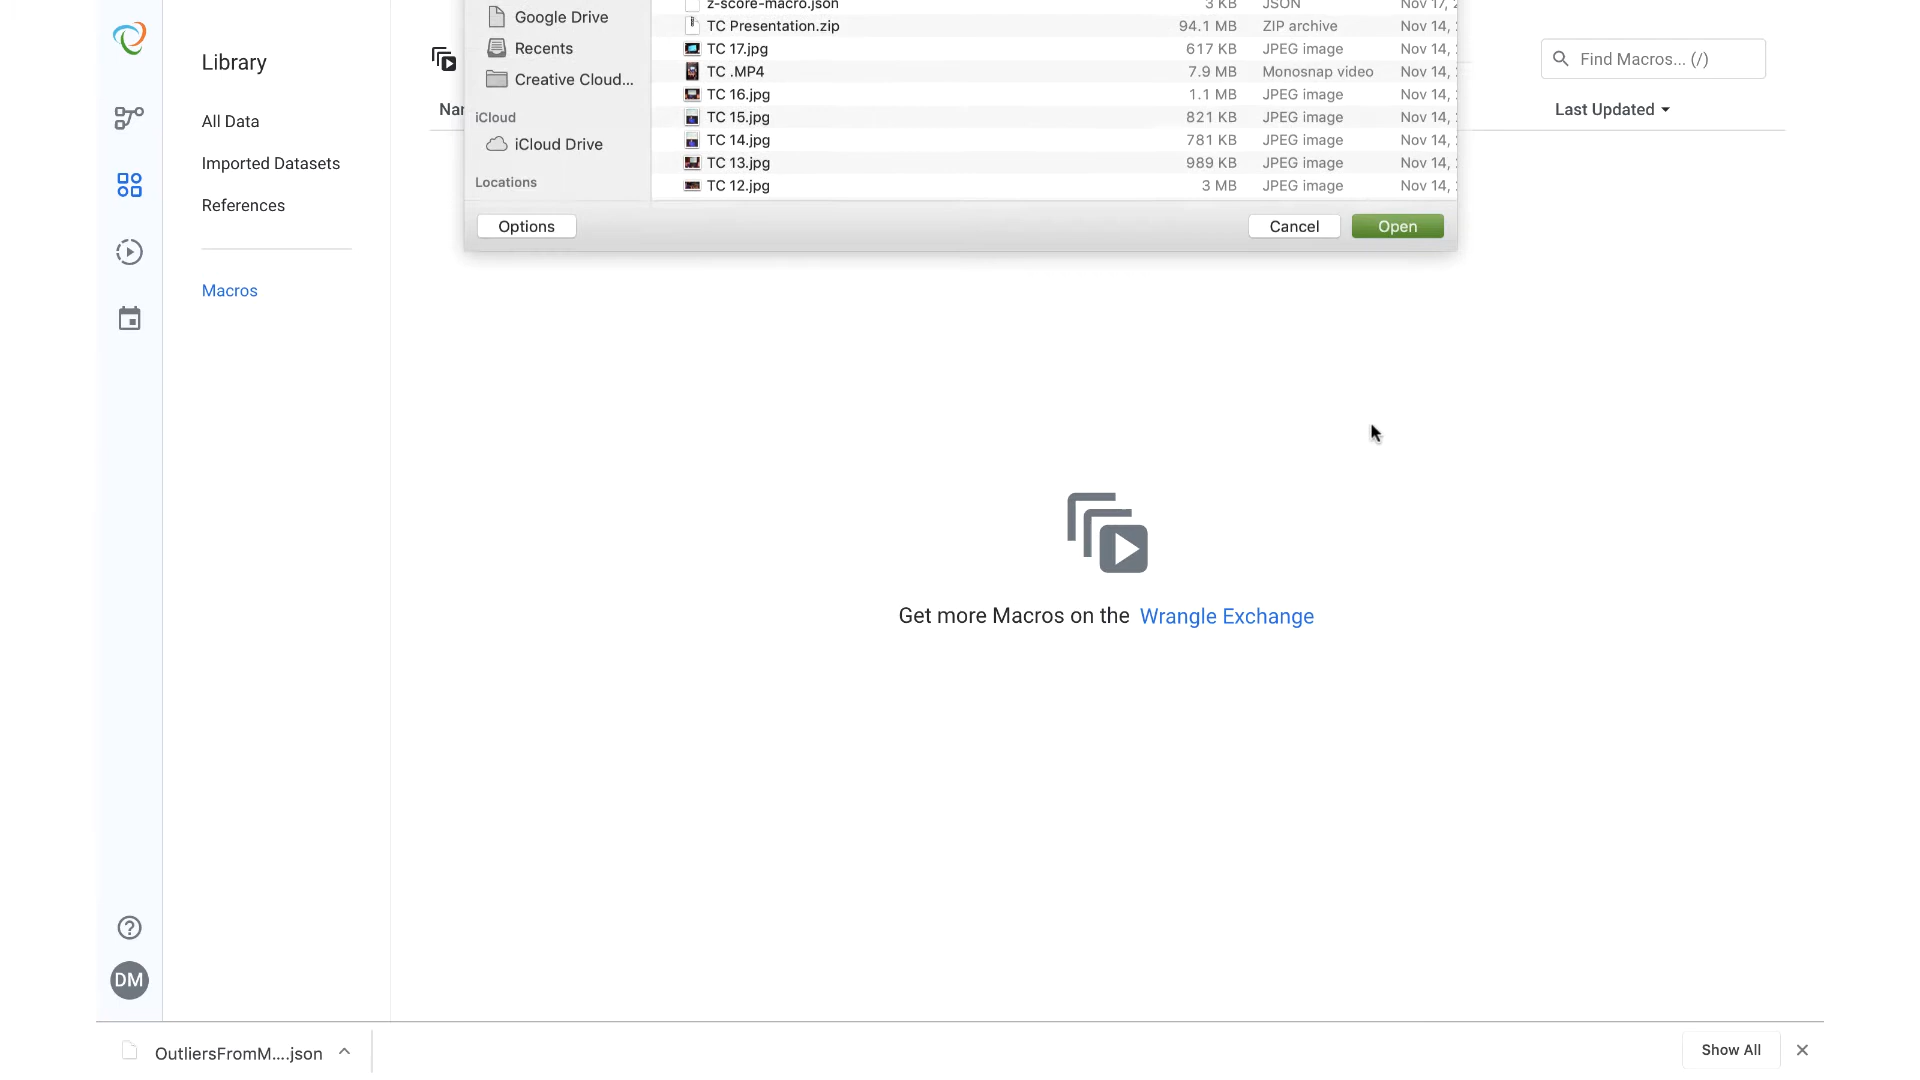 Library
All Data
Imported Datasets
References
Macros
DM
Google Drive
Recents
Creative Cloud...
iCloud
iCloud Drive
Locations
z-score-macro.json 3 KB JSON Nov 17, 2
TC Presentation.zip 94.1 MB ZIP archive Nov 14,
TC 17.jpg 617 KB JPEG image Nov 14,
TC .MP4 7.9 MB Monosnap video Nov 14,
TC 16.jpg 1.1 MB JPEG image Nov 14,
TC 15.jpg 821 KB JPEG image Nov 14,
TC 14.jpg 781 KB JPEG image Nov 14,
TC 13.jpg 989 KB JPEG image Nov 14,
TC 12.jpg 3 MB JPEG image Nov 14,
Options Cancel Open
Find Macros... (/)
Nar Last Updated
Get more Macros on the Wrangle Exchange
OutliersFromM....json Show All